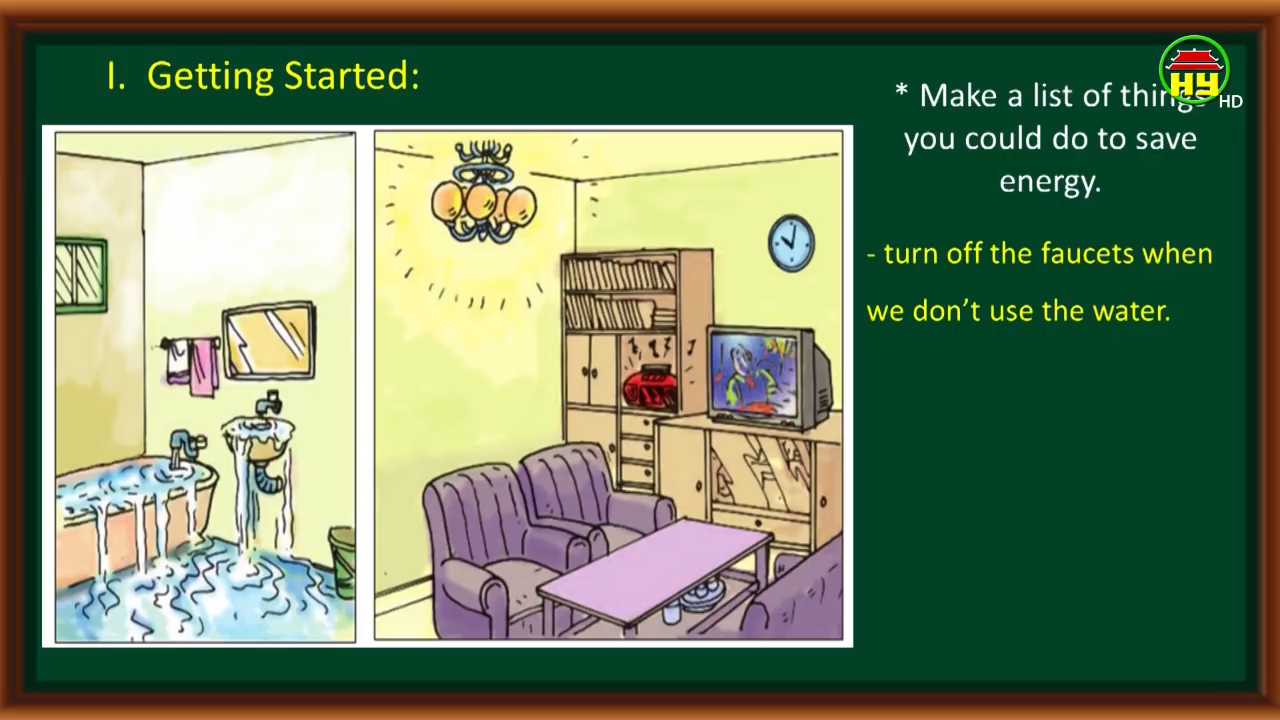 I. Getting Started:
* Make a list of things
you could do to save
energy.
- turn off the faucets when
we don’t use the water.
HY
HD